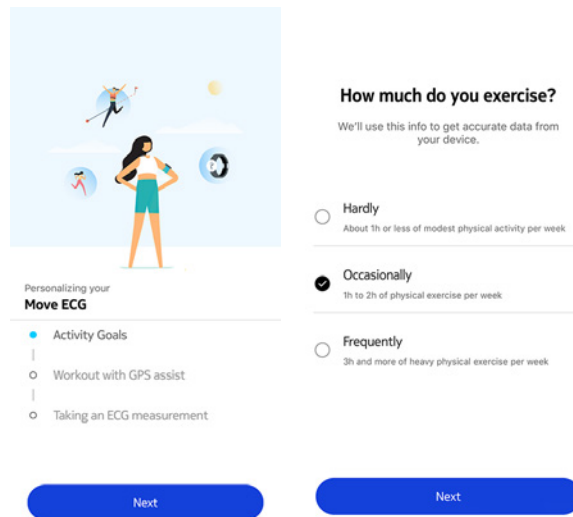 Personalizing your
Move ECG
Activity Goals
Workout with GPS assist
Taking an ECG measurement
Next
How much do you exercise?
We'll use this info to get accurate data from
your device.
Hardly
About 1h or less of modest physical activity per week
Occasionally
1h to 2h of physical exercise per week
Frequently
3h and more of heavy physical exercise per week
Next